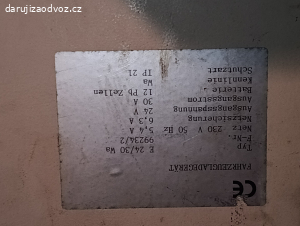 darujizaodvoz.cz
CE
FAHRZEUGLADEGERÄT
Typ E 24/30 Wa
F-Nr 99234/2
Netz 230 V 50 Hz 5,4 A
Netzsicherung 6,3 A
Ausgangsspannung 24 V
Ausgangsstrom 30 A
Batterie 12 Pb Zellen
Kennlinie Wa
Schutzart IP 21